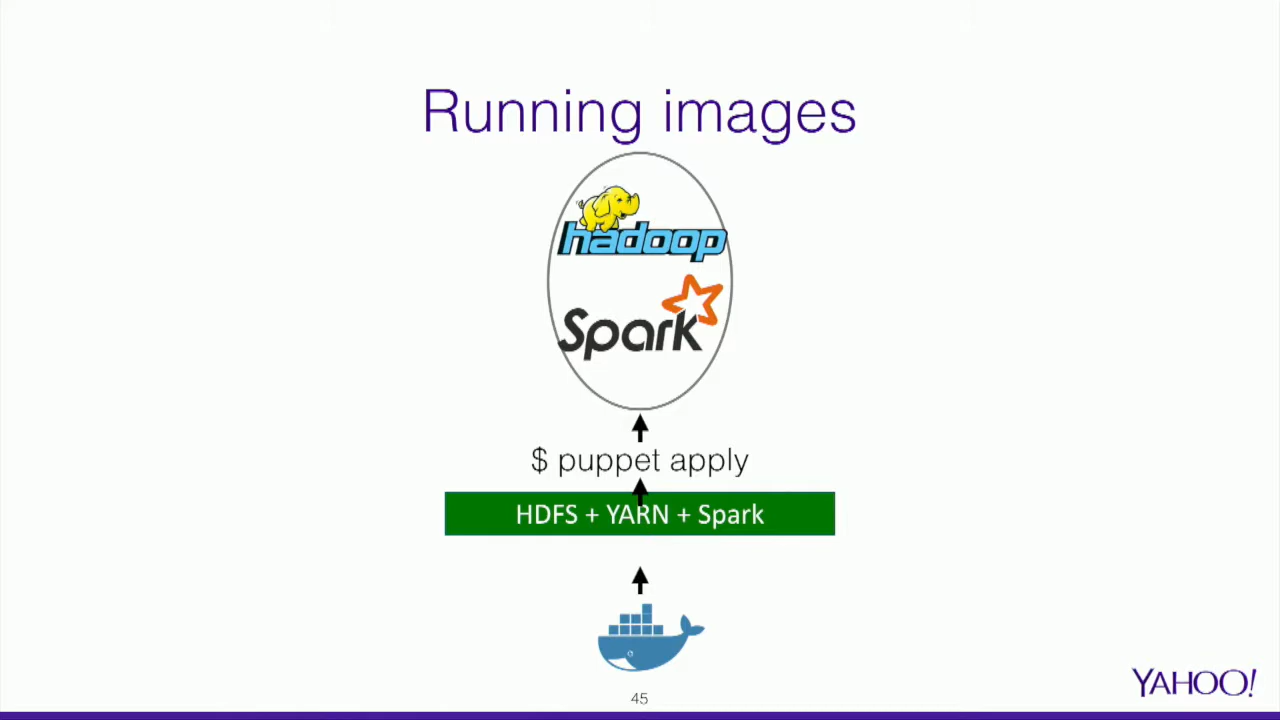 Running images
hadoop
Spark
$ puppet apply
HDFS + YARN + Spark
45
YAHOO!